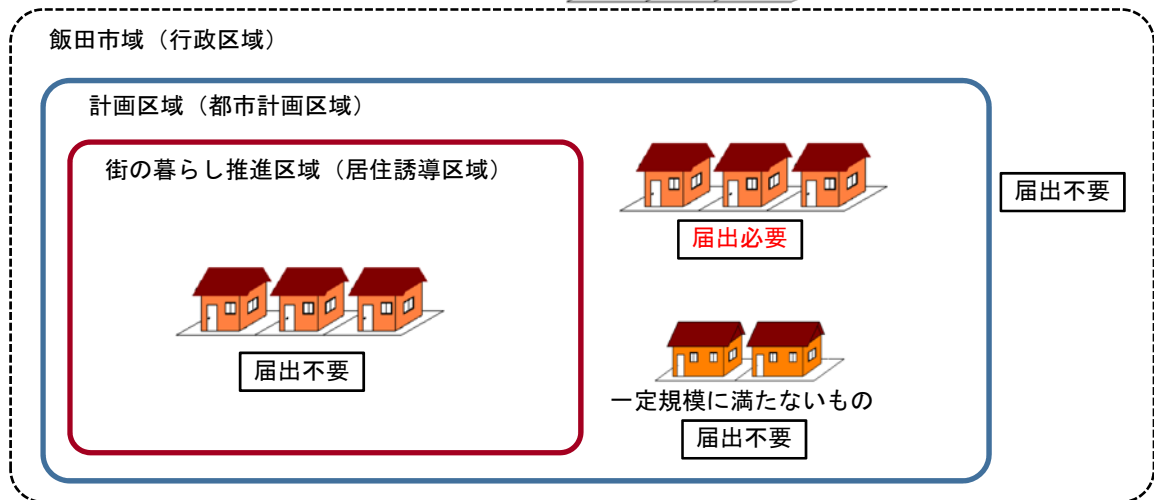 飯田市域（行政区域）
計画区域（都市計画区域）
街の暮らし推進区域（居住誘導区域）
届出不要
届出必要
届出不要
一定規模に満たないもの
届出不要